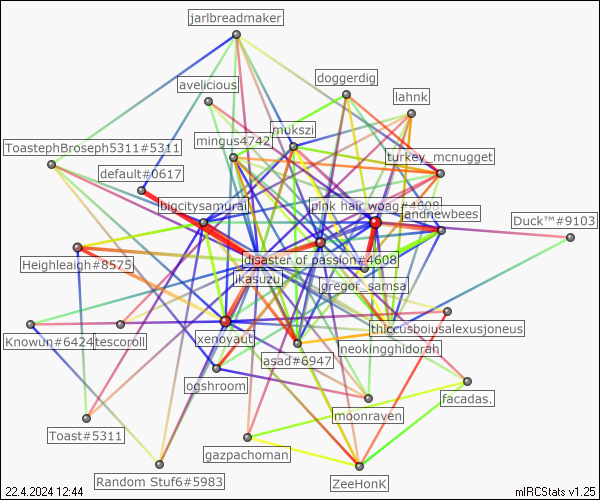 jarlbreadmaker
doggerdig
avelicious
lahnk
mukszi
mingus4742
ToastephBroseph5311#5311
turkey_mcnugget
default#0617
bigcitysamurai
pink hair woag#4608
andnewbees
Duck™#9103
disaster of passion#4608
Heighleaigh#8575
ikasuzu
gregor_samsa
thiccusboiusalexusjoneus
Knowun#6424
tescoroll
xenoyaut
neokingghidorah
asad#6947
ogshroom
facadas.
moonraven
Toast#5311
gazpachoman
Random Stuf6#5983
ZeeHonK
22.4.2024 12:44
mIRCStats v1.25